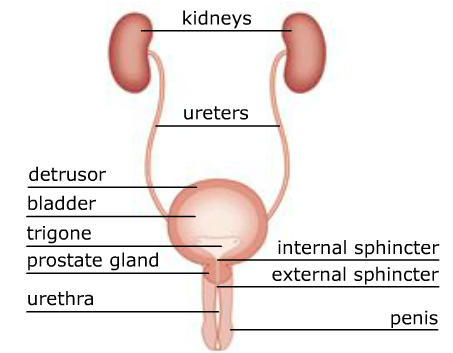 kidneys
ureters
detrusor
bladder
trigone
prostate gland
urethra
internal sphincter
external sphincter
penis